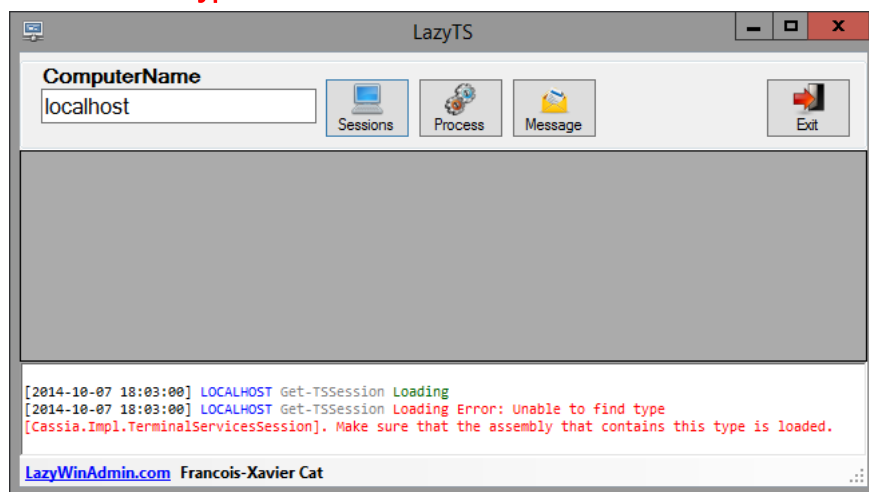 LazyTS
ComputerName
localhost
Sessions
Process
Message
Exit
[2014-10-07 18:03:00] LOCALHOST Get-TSSession Loading
[2014-10-07 18:03:00] LOCALHOST Get-TSSession Loading Error: Unable to find type
[Cassia.Impl.TerminalServicesSession]. Make sure that the assembly that contains this type is loaded.
LazyWinAdmin.com Francois-Xavier Cat